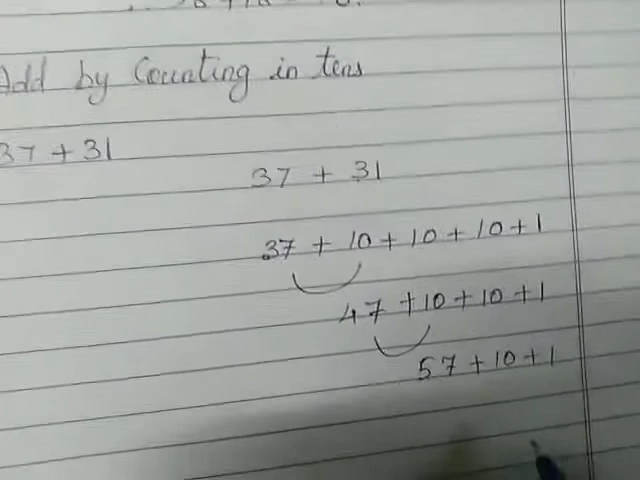 Add by Counting in tens
37 + 31
37 + 31
37 + 10 + 10 + 10 + 1
47 + 10 + 10 + 1
57 + 10 + 1